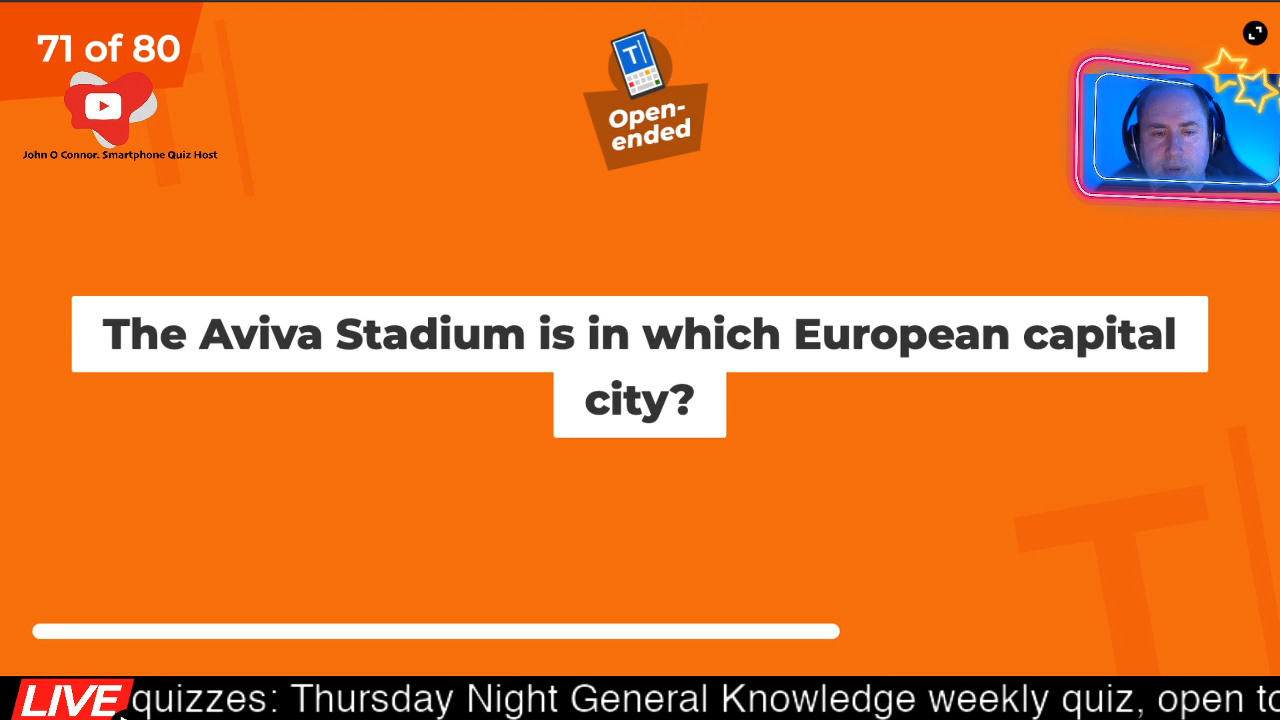 71 of 80
John O Connor. Smartphone Quiz Host
T|
Open-
ended
The Aviva Stadium is in which European capital
city?
LIVE quizzes: Thursday Night General Knowledge weekly quiz, open to